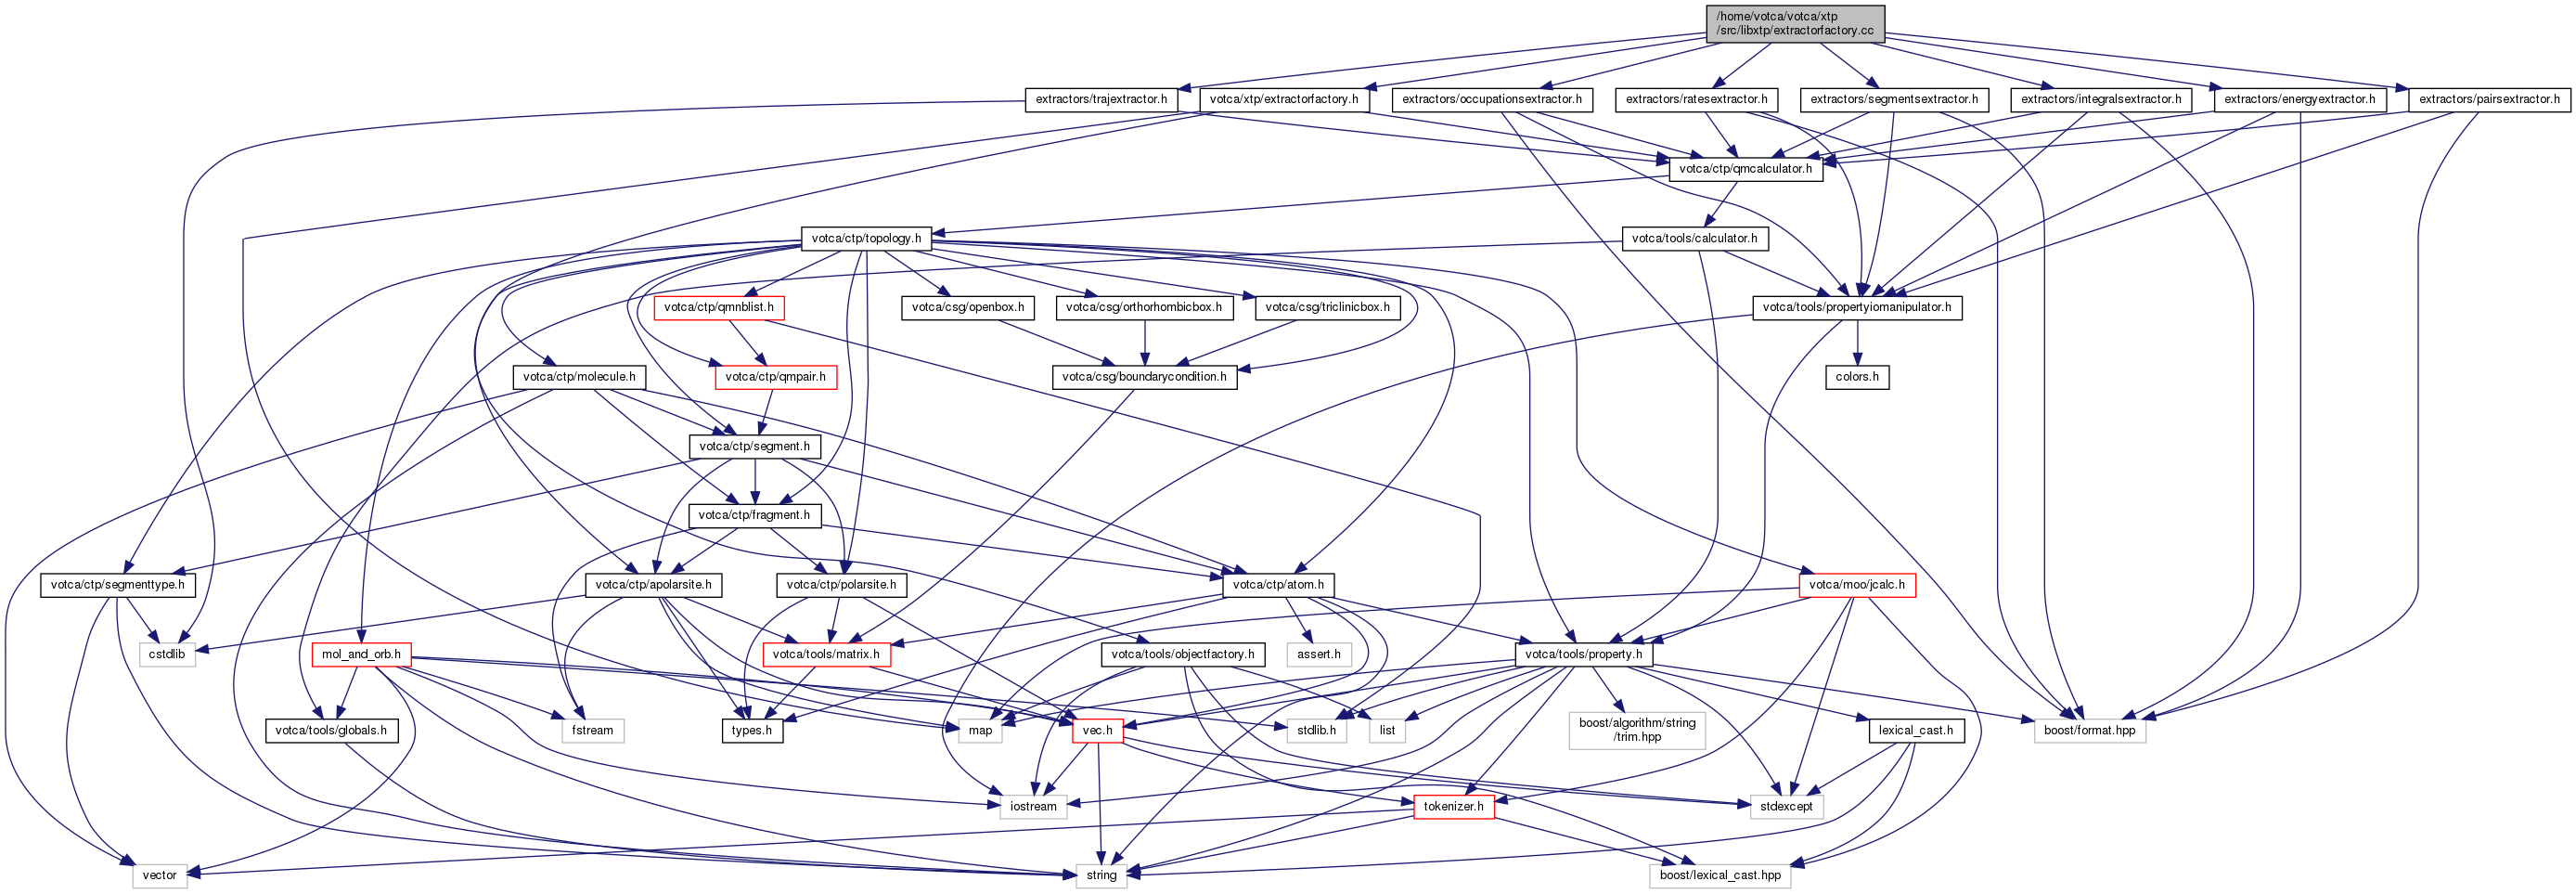 /home/votca/votca/xtp
/src/libxtp/extractorfactory.cc
extractors/trajextractor.h
votca/xtp/extractorfactory.h
extractors/occupationsextractor.h
extractors/ratesextractor.h
extractors/segmentsextractor.h
extractors/integralsextractor.h
extractors/energyextractor.h
extractors/pairsextractor.h
votca/ctp/qmcalculator.h
votca/ctp/topology.h
votca/tools/calculator.h
votca/ctp/qmnblist.h
votca/csg/openbox.h
votca/csg/orthorhombicbox.h
votca/csg/triclinicbox.h
votca/tools/propertyiomanipulator.h
votca/ctp/molecule.h
votca/ctp/qmpair.h
votca/csg/boundarycondition.h
colors.h
votca/ctp/segment.h
votca/ctp/fragment.h
votca/ctp/segmenttype.h
votca/ctp/apolarsite.h
votca/ctp/polarsite.h
votca/ctp/atom.h
votca/moo/jcalc.h
cstdlib
mol_and_orb.h
votca/tools/matrix.h
votca/tools/objectfactory.h
assert.h
votca/tools/property.h
votca/tools/globals.h
fstream
types.h
map
vec.h
stdlib.h
list
boost/algorithm/string
/trim.hpp
lexical_cast.h
boost/format.hpp
iostream
tokenizer.h
stdexcept
vector
string
boost/lexical_cast.hpp